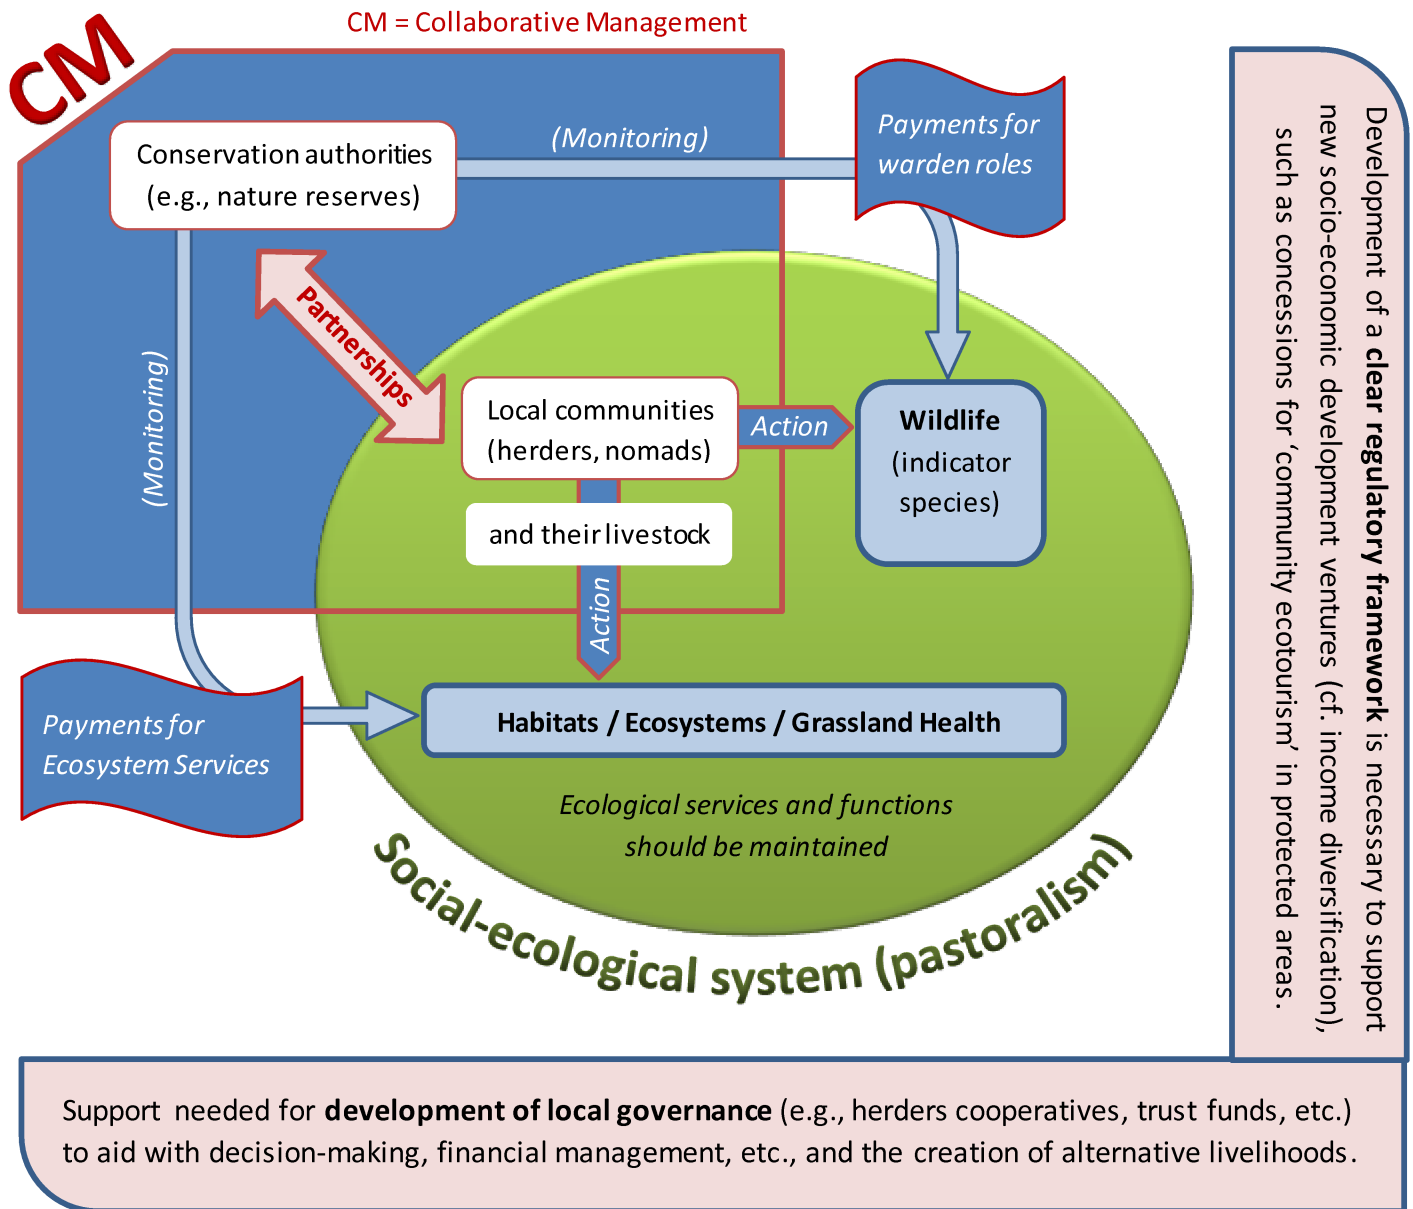 CM = Collaborative Management
CM
Conservation authorities
(e.g., nature reserves)
(Monitoring)
Payments for
warden roles
Partnerships
(Monitoring)
Local communities
(herders, nomads)
Action
Wildlife
(indicator
species)
and their livestock
Action
Payments for
Ecosystem Services
Habitats / Ecosystems / Grassland Health
Ecological services and functions
should be maintained
Social-ecological system (pastoralism)
Development of a clear regulatory framework is necessary to support
new socio-economic development ventures (cf. income diversification),
such as concessions for ‘community ecotourism’ in protected areas.
Support needed for development of local governance (e.g., herders cooperatives, trust funds, etc.)
to aid with decision-making, financial management, etc., and the creation of alternative livelihoods.